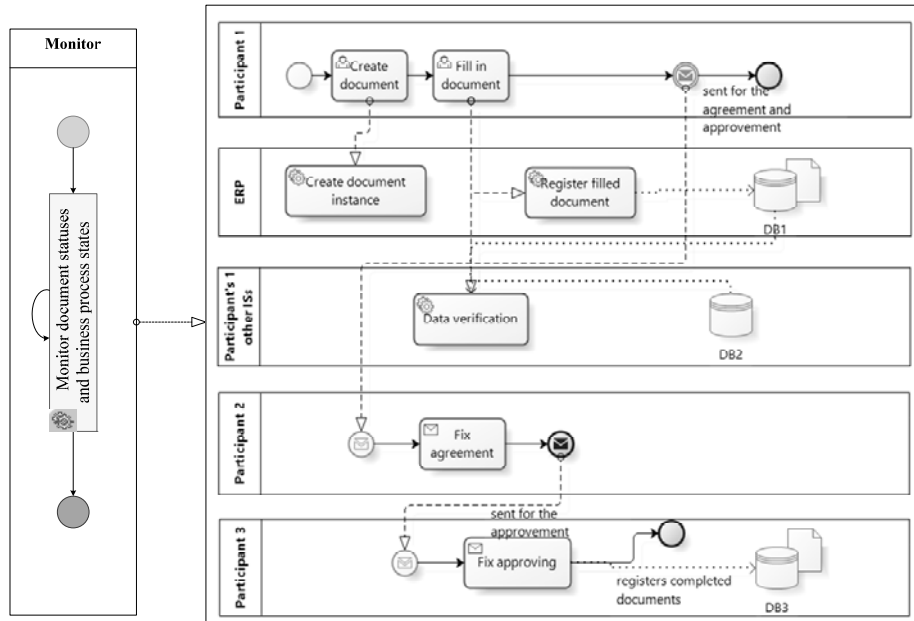 Monitor
Monitor document statuses
and business process states
Participant 1
Create
document
Fill in
document
sent for the
agreement and
approvement
ERP
Create document
instance
Register filled
document
DB1
Participant's 1
other ISs
Data verification
DB2
Participant 2
Fix
agreement
sent for the
approvement
Participant 3
Fix approving
registers completed
documents
DB3